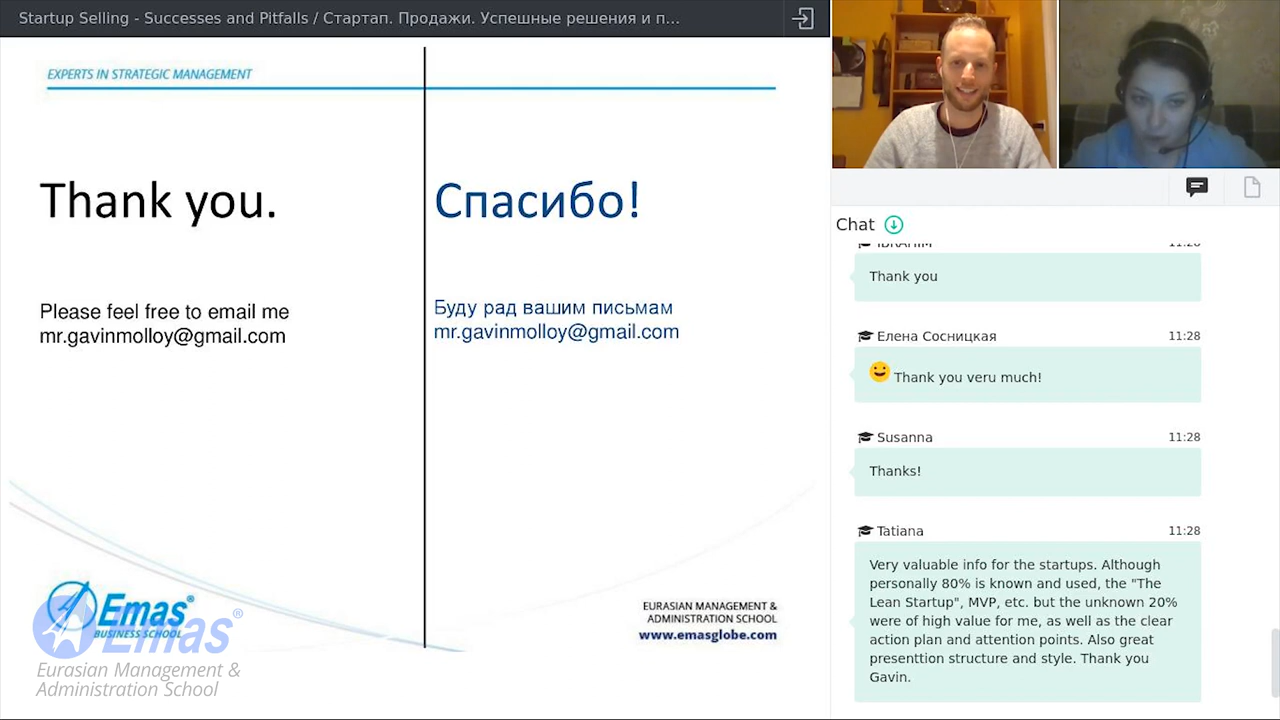 Startup Selling - Successes and Pitfalls / Стартап. Продажи. Успешные решения и п...
EXPERTS IN STRATEGIC MANAGEMENT
Thank you.
Please feel free to email me
mr.gavinmolloy@gmail.com
Спасибо!
Буду рад вашим письмам
mr.gavinmolloy@gmail.com
Emas®
BUSINESS SCHOOL
EURASIAN MANAGEMENT &
ADMINISTRATION SCHOOL
www.emasglobe.com
Emas®
Eurasian Management &
Administration School
Chat
IBRAHIM 11:28
Thank you
Елена Сосницкая 11:28
Thank you veru much!
Susanna 11:28
Thanks!
Tatiana 11:28
Very valuable info for the startups. Although
personally 80% is known and used, the "The
Lean Startup", MVP, etc. but the unknown 20%
were of high value for me, as well as the clear
action plan and attention points. Also great
presenttion structure and style. Thank you
Gavin.